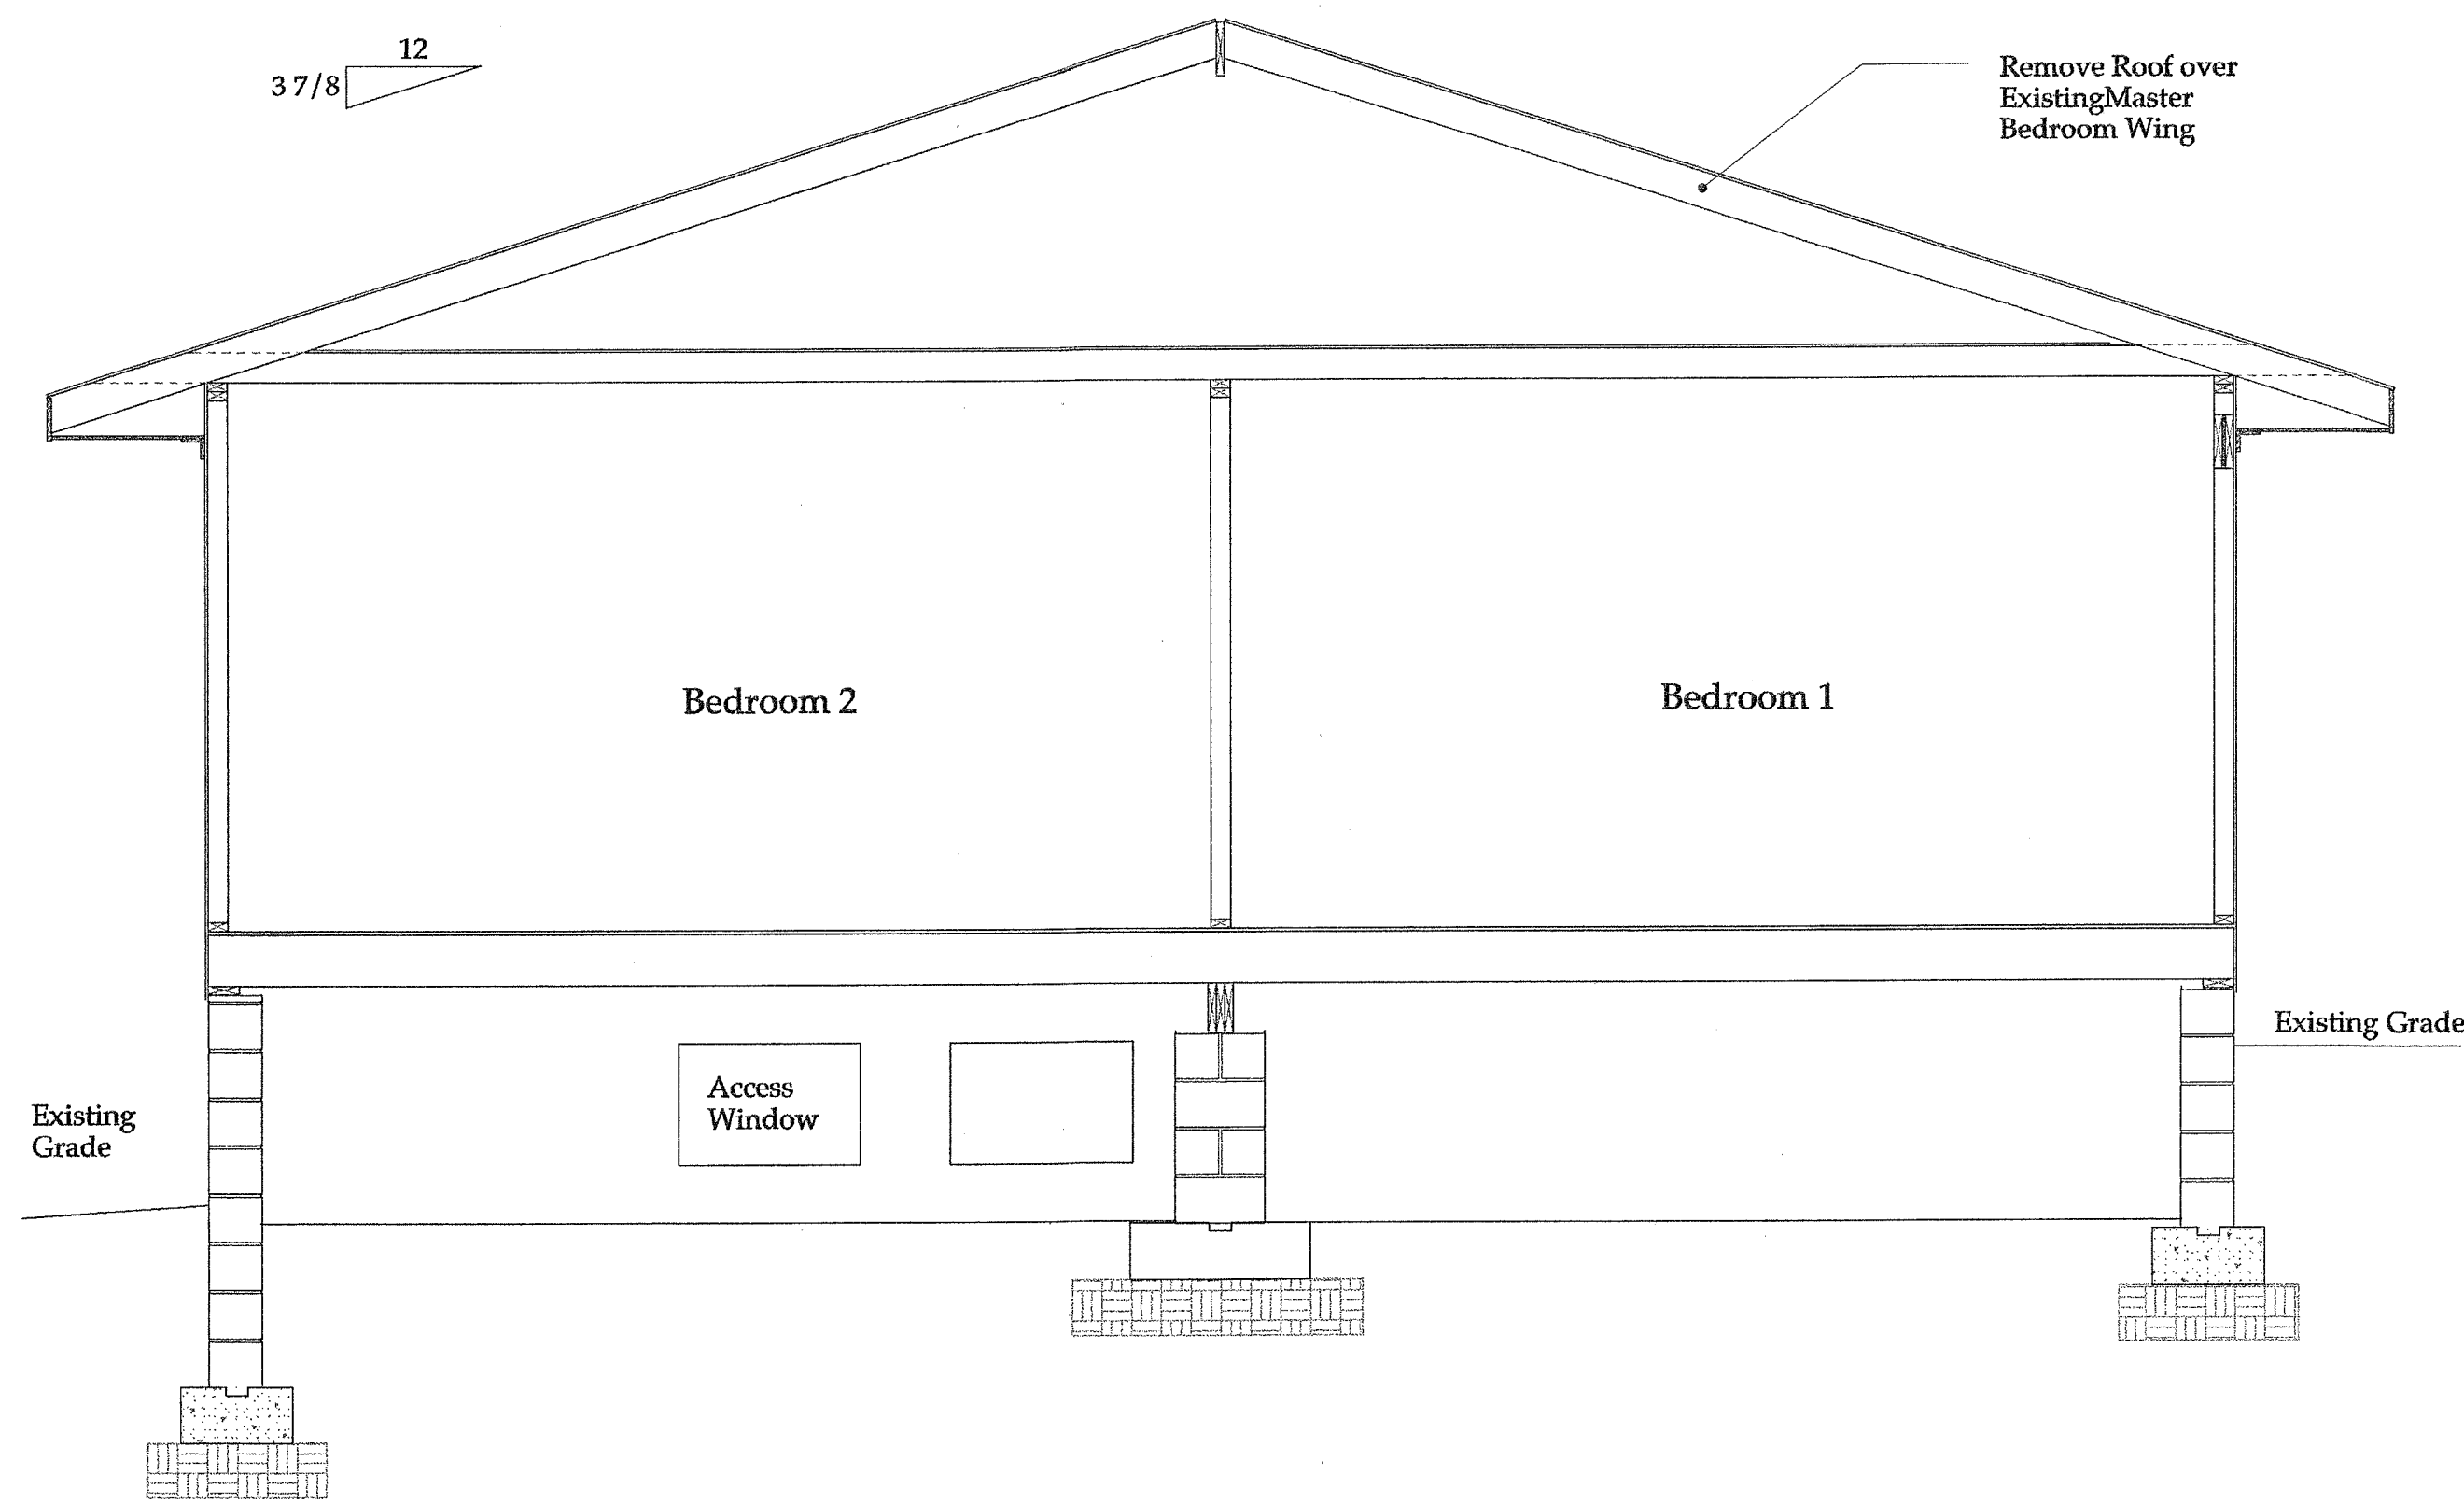 12
3 7/8
Remove Roof over
ExistingMaster
Bedroom Wing
Bedroom 2
Bedroom 1
Existing Grade
Access
Window
Existing
Grade